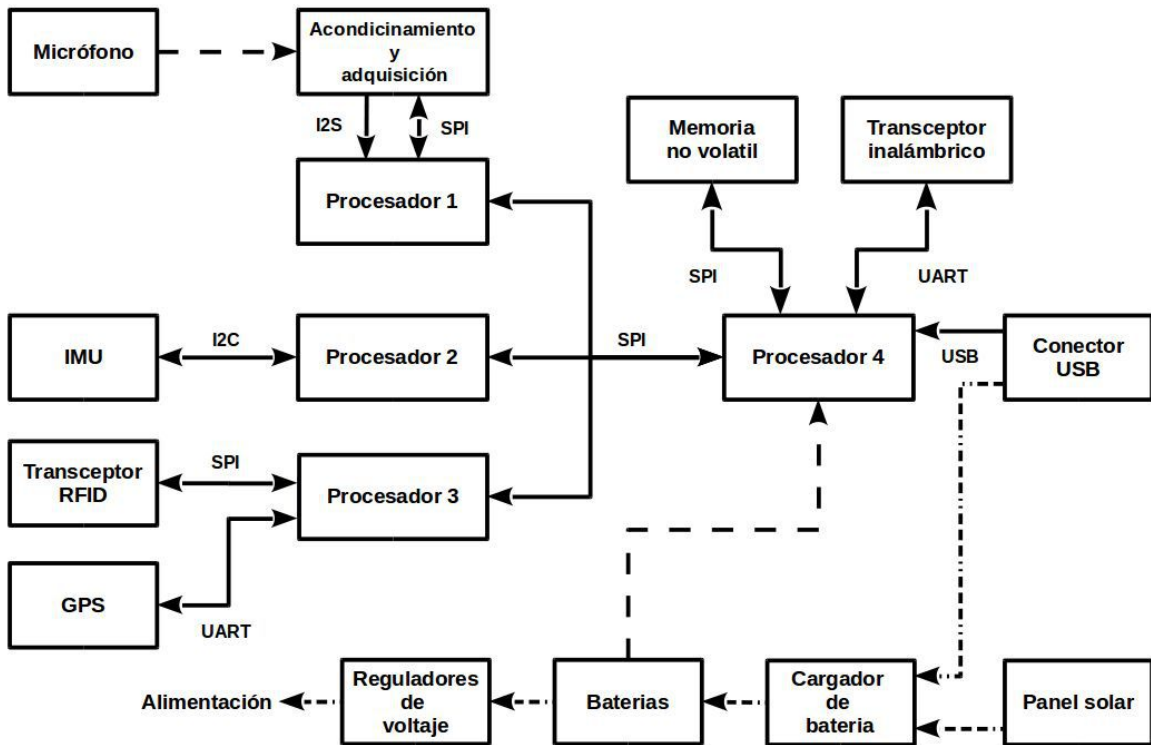 Micrófono
Acondicinamiento
y
adquisición
I2S
SPI
Procesador 1
Memoria
no volatil
Transceptor
inalámbrico
SPI
UART
IMU
I2C
Procesador 2
SPI
Procesador 4
USB
Conector
USB
Transceptor
RFID
SPI
Procesador 3
GPS
UART
Alimentación
Reguladores
de
voltaje
Baterias
Cargador
de
bateria
Panel solar